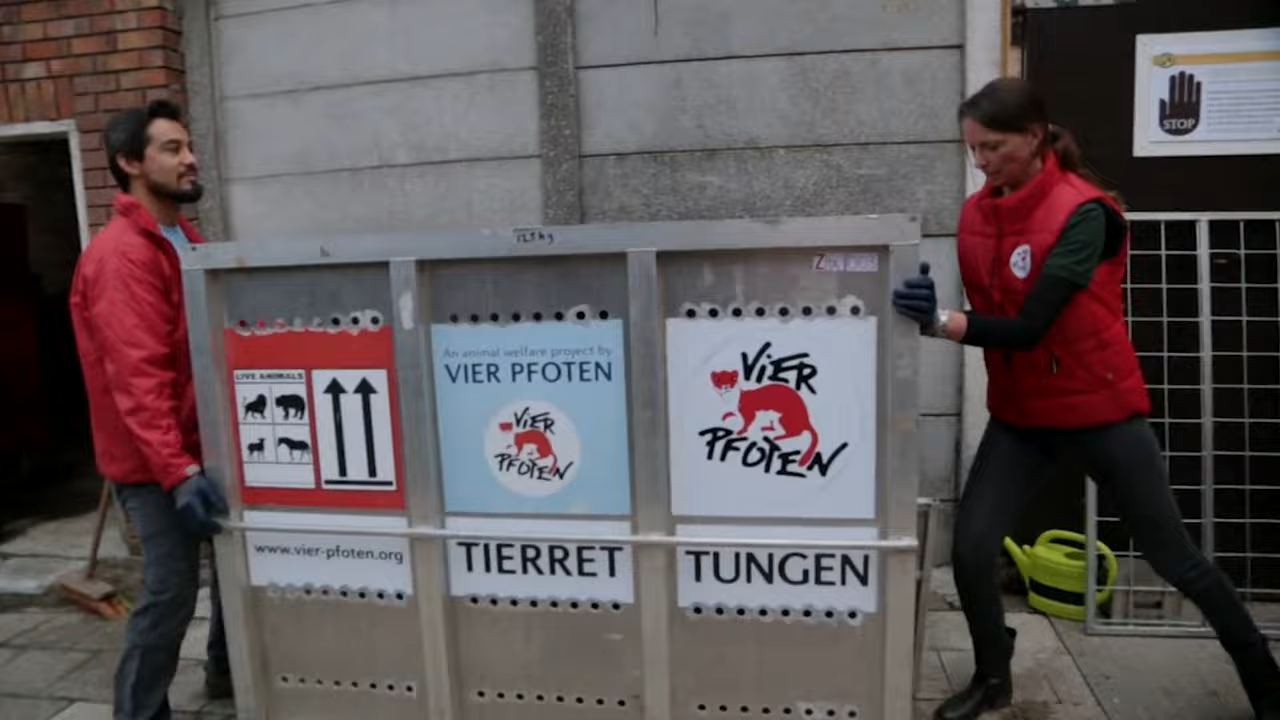 STOP
125kg
LIVE ANIMALS
An animal welfare project by
VIER PFOTEN
VIER
PFOTEN
VIER
PFOTEN
www.vier-pfoten.org
TIERRET
TUNGEN